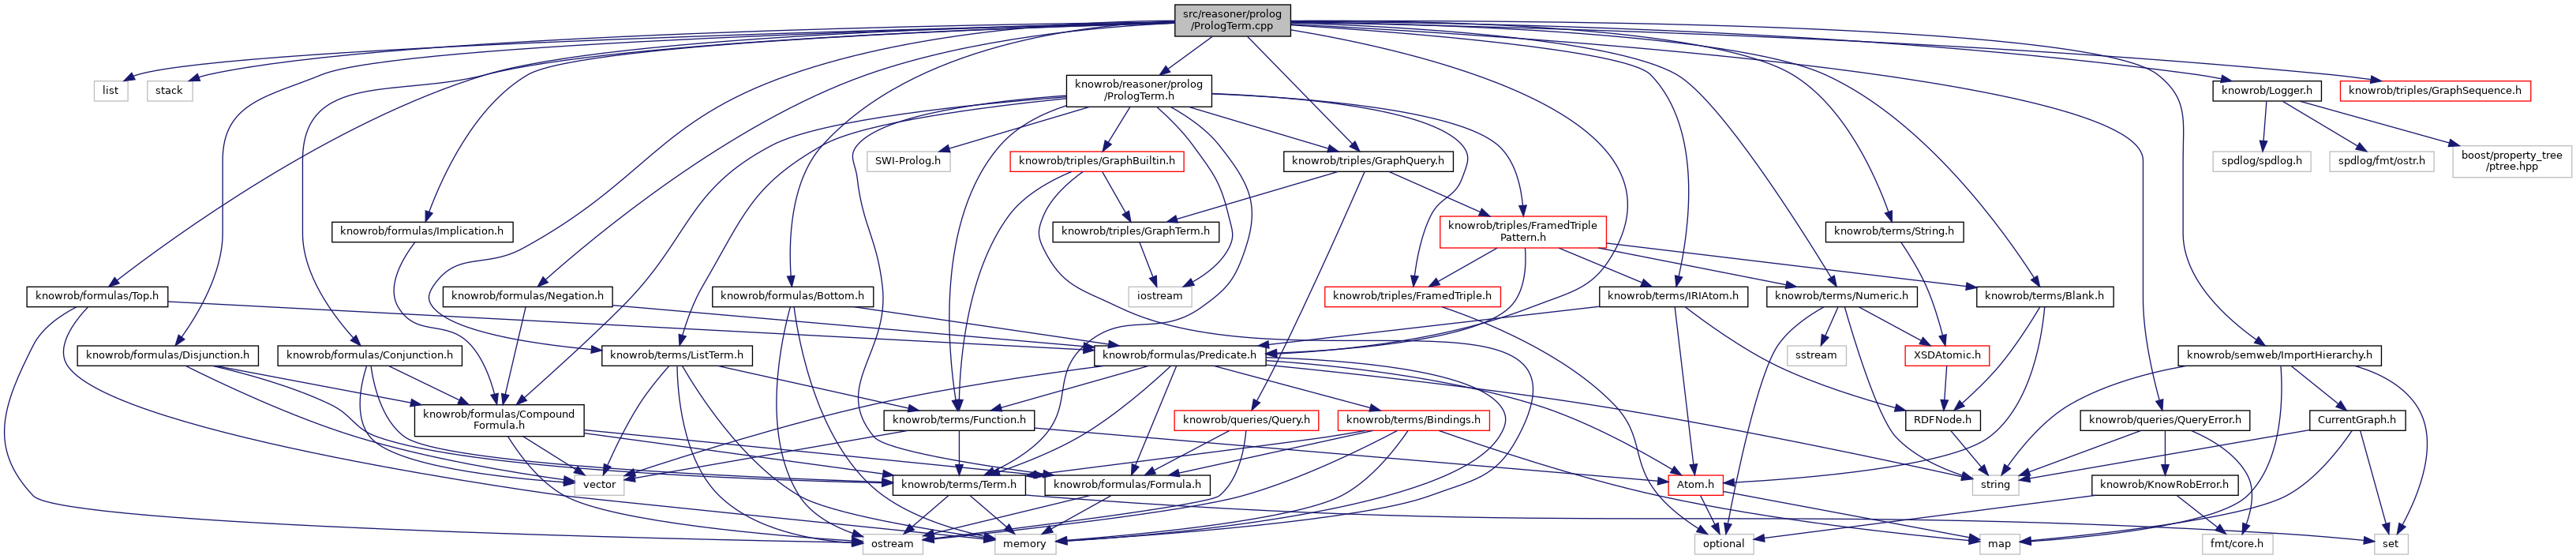 src/reasoner/prolog
/PrologTerm.cpp
list
stack
knowrob/reasoner/prolog
/PrologTerm.h
knowrob/Logger.h
knowrob/triples/GraphSequence.h
SWI-Prolog.h
knowrob/triples/GraphBuiltin.h
knowrob/triples/GraphQuery.h
spdlog/spdlog.h
spdlog/fmt/ostr.h
boost/property_tree
/ptree.hpp
knowrob/formulas/Implication.h
knowrob/triples/GraphTerm.h
knowrob/triples/FramedTriple
Pattern.h
knowrob/terms/String.h
knowrob/formulas/Top.h
knowrob/formulas/Negation.h
knowrob/formulas/Bottom.h
iostream
knowrob/triples/FramedTriple.h
knowrob/terms/IRIAtom.h
knowrob/terms/Numeric.h
knowrob/terms/Blank.h
knowrob/formulas/Disjunction.h
knowrob/formulas/Conjunction.h
knowrob/terms/ListTerm.h
knowrob/formulas/Predicate.h
sstream
XSDAtomic.h
knowrob/semweb/ImportHierarchy.h
knowrob/formulas/Compound
Formula.h
knowrob/terms/Function.h
knowrob/queries/Query.h
knowrob/terms/Bindings.h
RDFNode.h
knowrob/queries/QueryError.h
CurrentGraph.h
vector
knowrob/terms/Term.h
knowrob/formulas/Formula.h
Atom.h
string
knowrob/KnowRobError.h
ostream
memory
optional
map
fmt/core.h
set